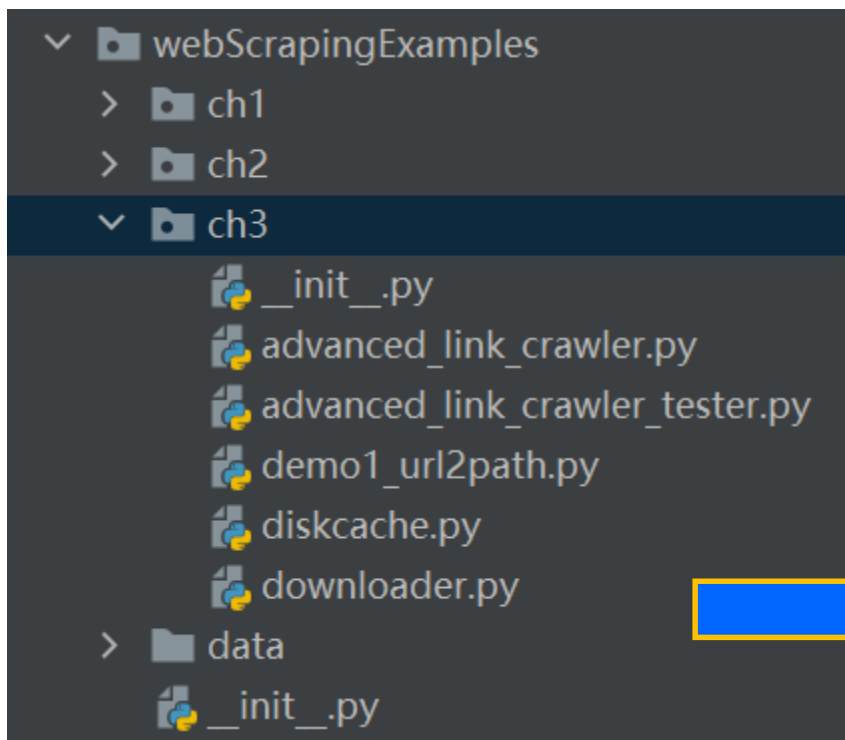 webScrapingExamples
ch1
ch2
ch3
__init__.py
advanced_link_crawler.py
advanced_link_crawler_tester.py
demo1_url2path.py
diskcache.py
downloader.py
data
__init__.py